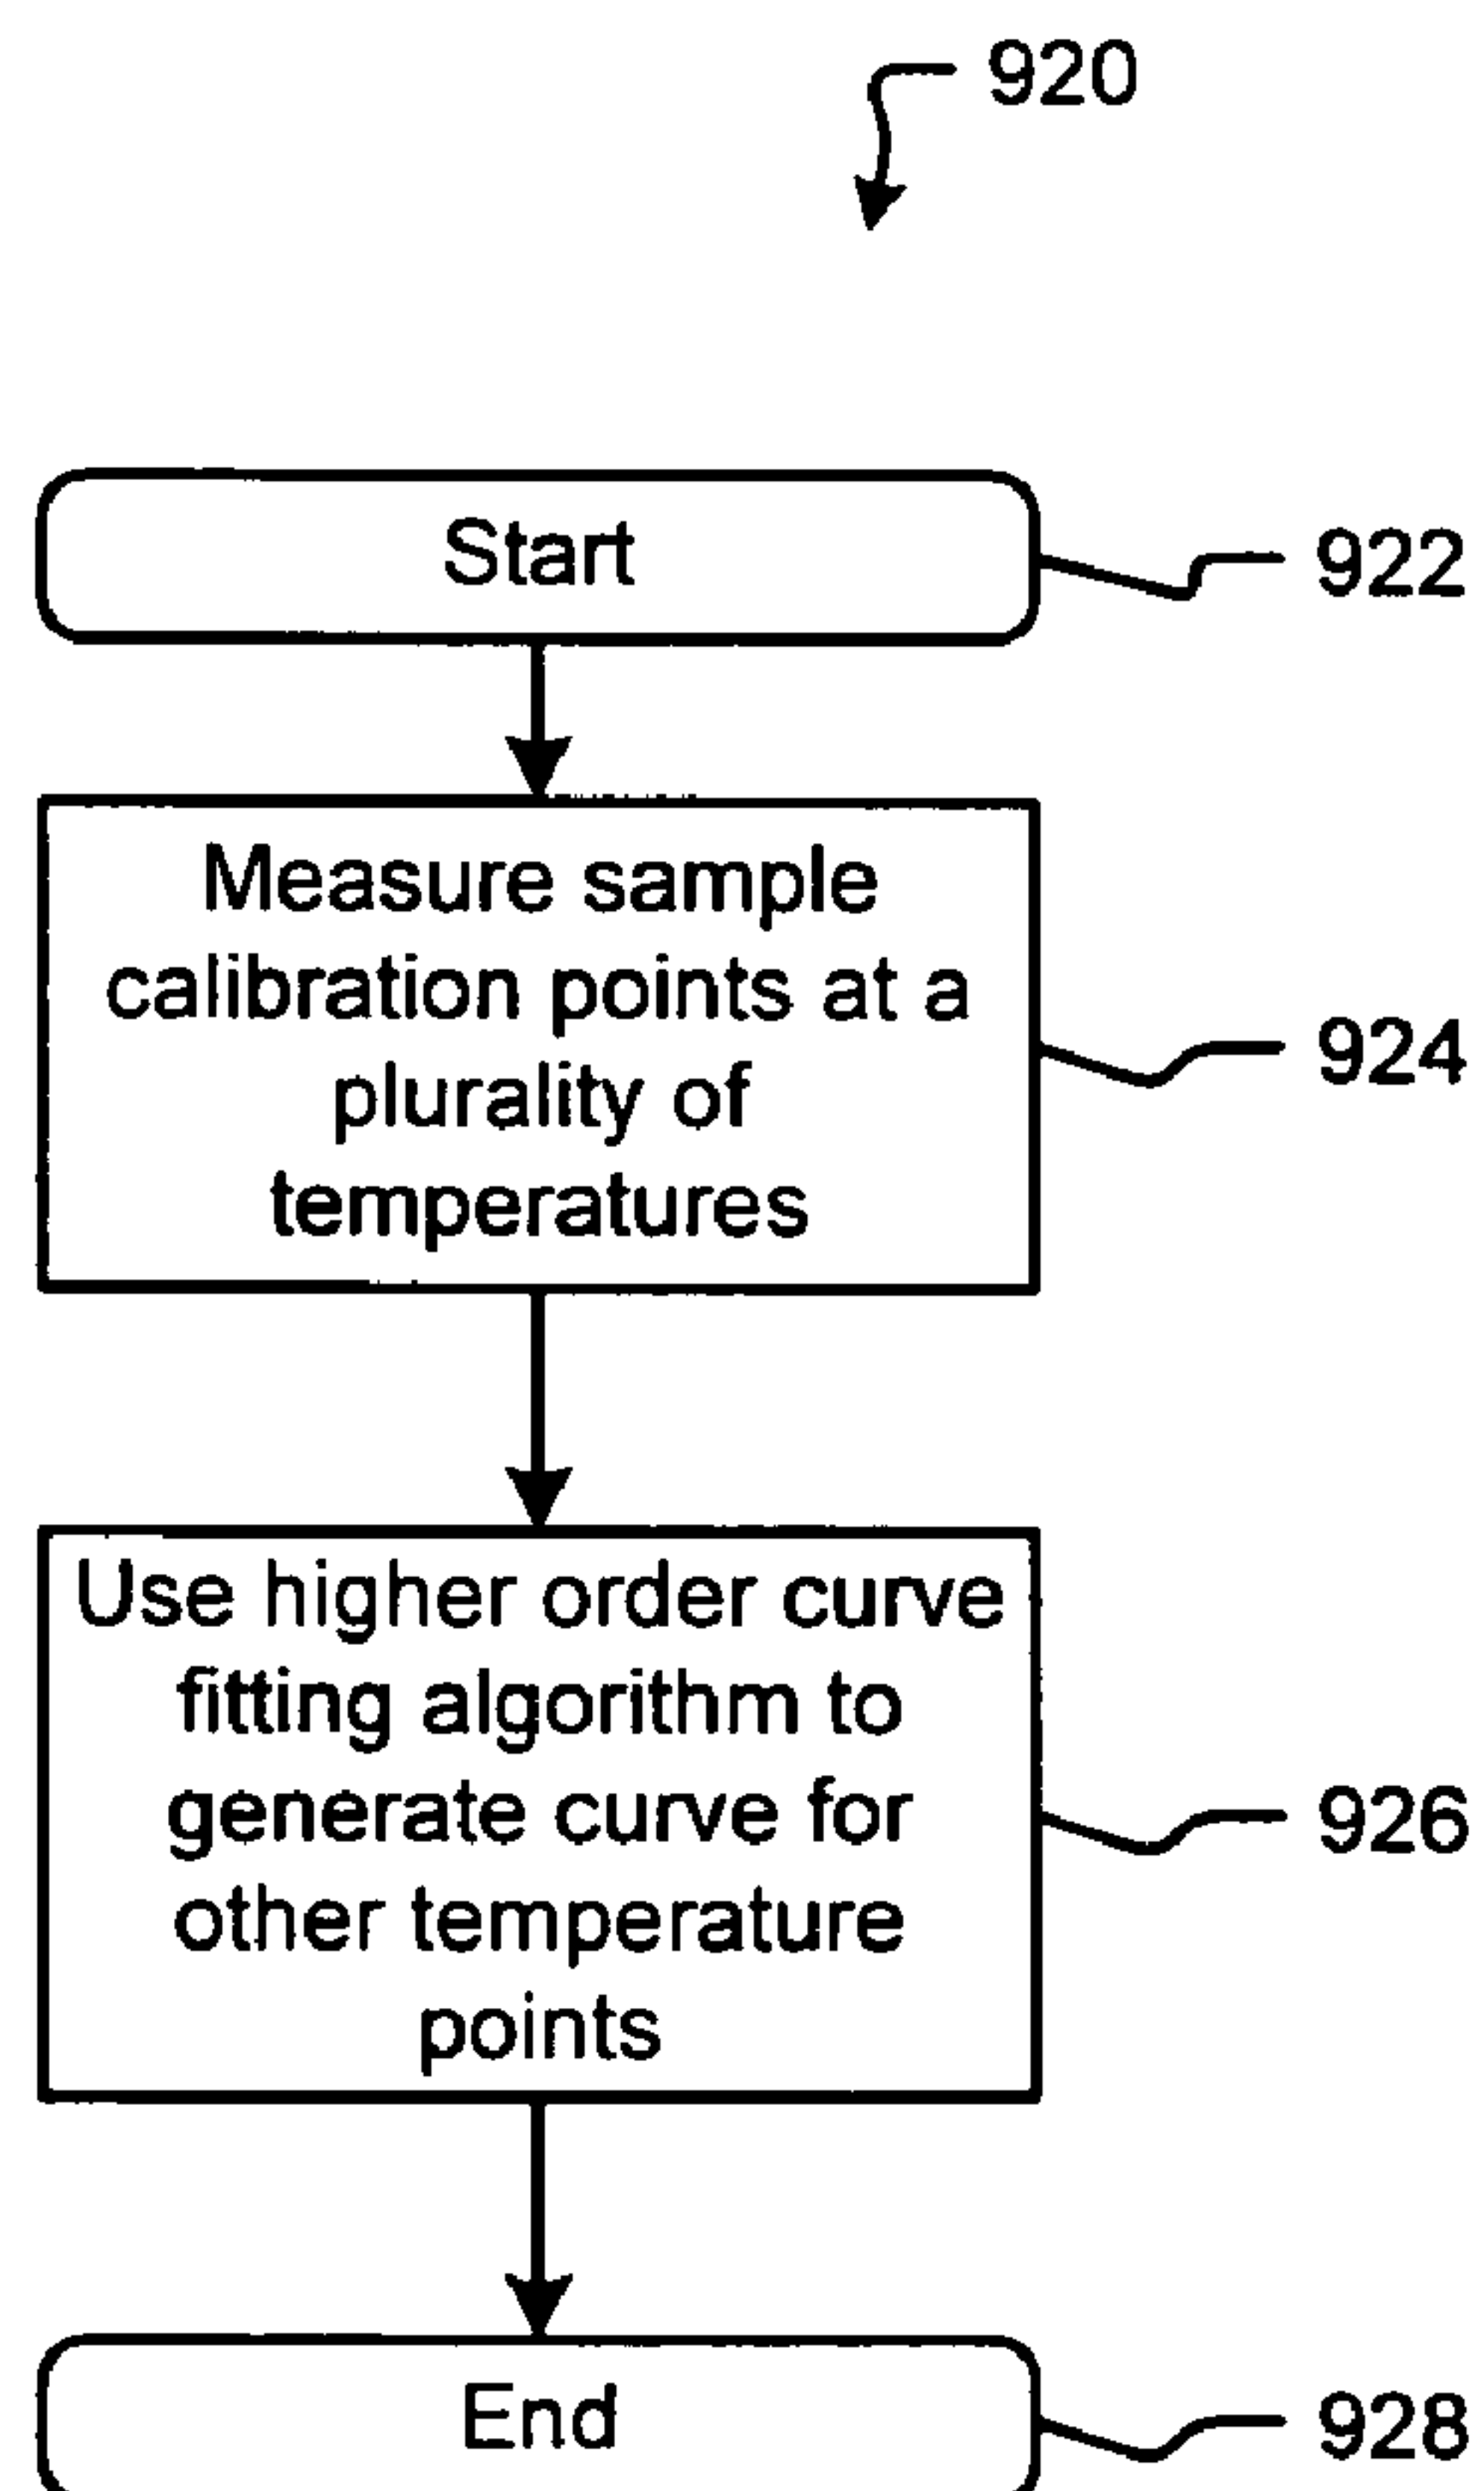 920
Start
922
Measure sample
calibration points at a
plurality of
temperatures
924
Use higher order curve
fitting algorithm to
generate curve for
other temperature
points
926
End
928